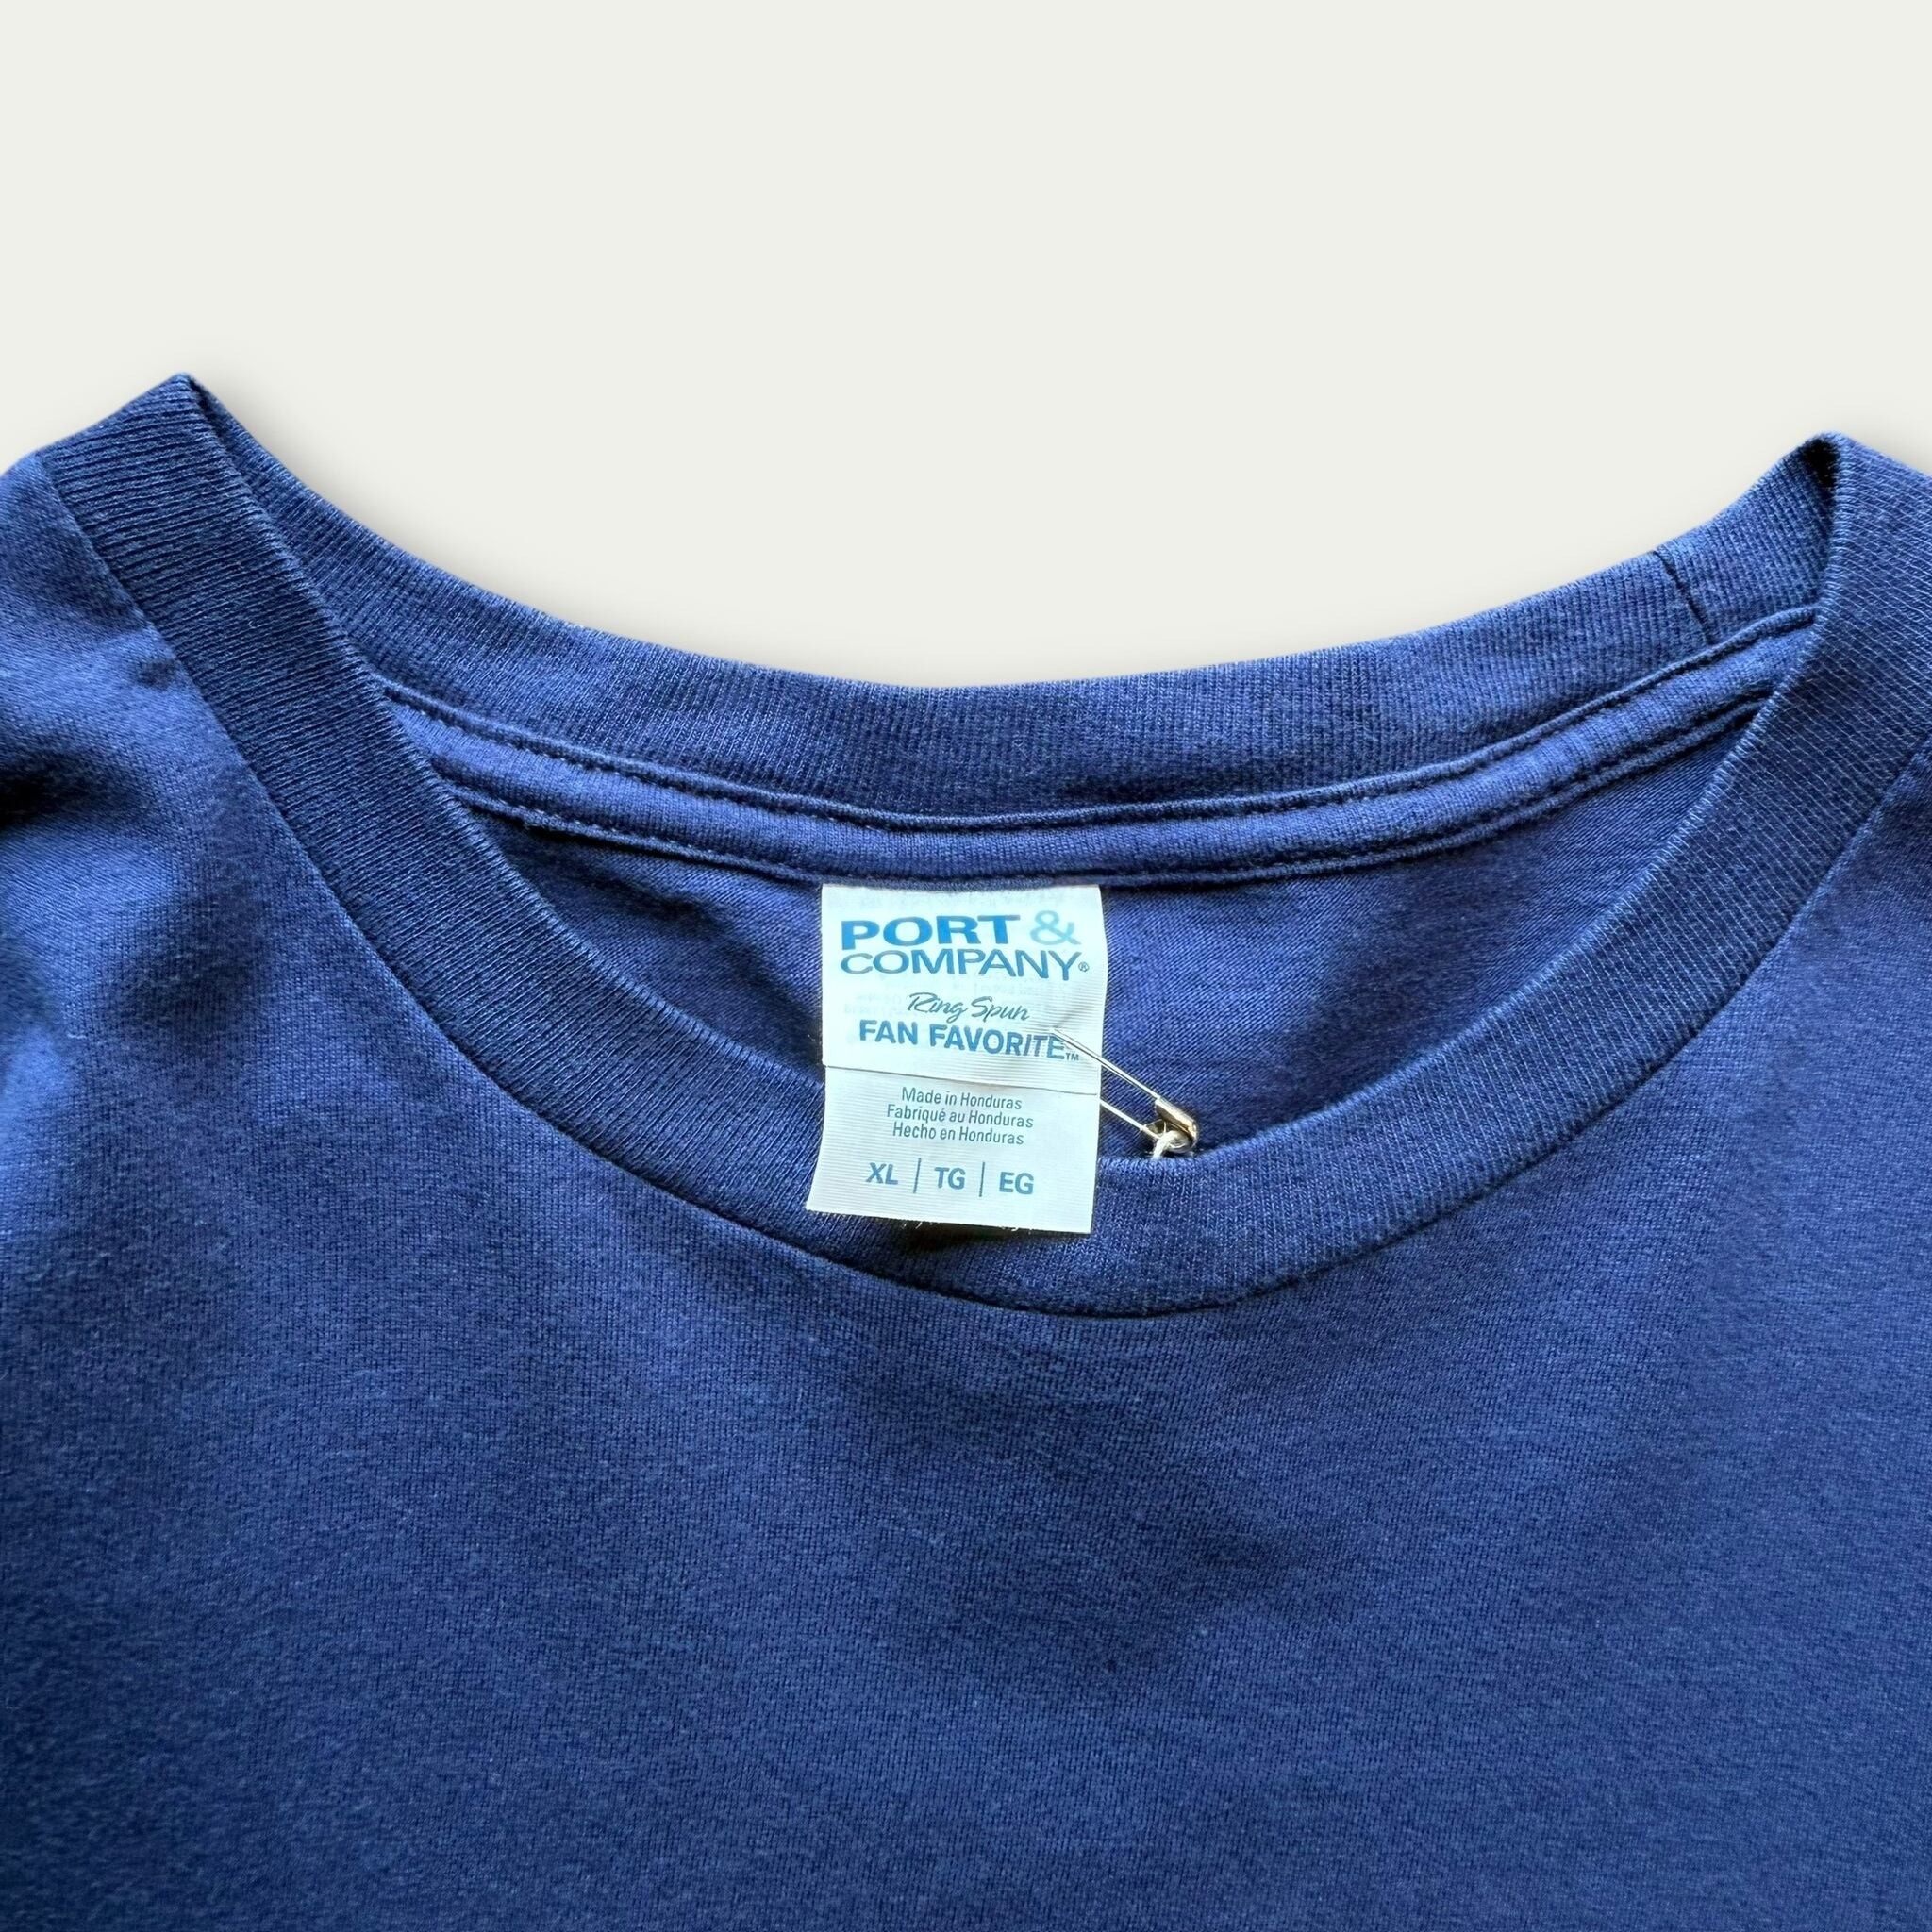 PORT &
COMPANY®
Ring Spun
FAN FAVORITE™
Made in Honduras
Fabriqué au Honduras
Hecho en Honduras
XL | TG | EG